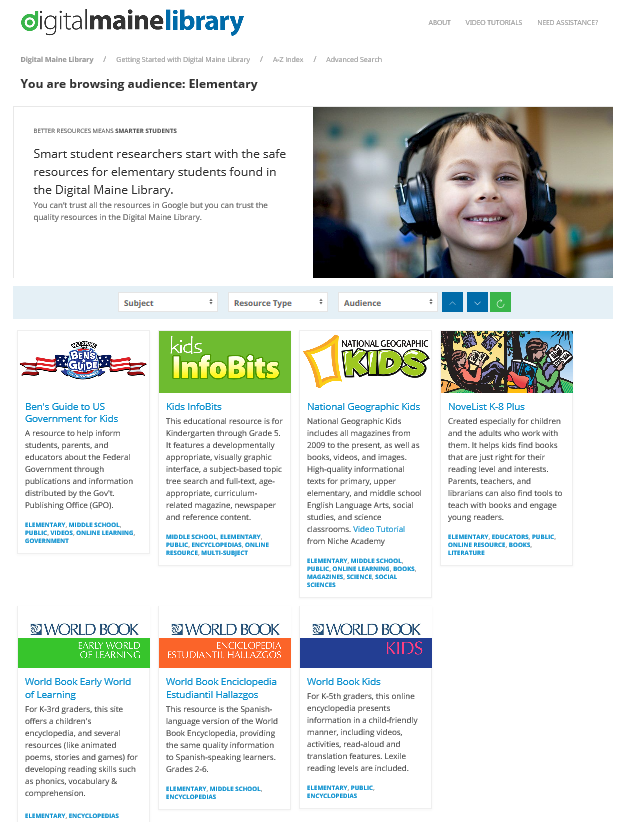 digitalmainelibrary
ABOUT VIDEO TUTORIALS NEED ASSISTANCE?
Digital Maine Library / Getting Started with Digital Maine Library / A-Z Index / Advanced Search
You are browsing audience: Elementary
BETTER RESOURCES MEANS SMARTER STUDENTS
Smart student researchers start with the safe
resources for elementary students found in
the Digital Maine Library.
You can't trust all the resources in Google but you can trust the
quality resources in the Digital Maine Library.
Subject Resource Type Audience
BEN'S
GUIDE
Ben's Guide to US
Government for Kids
A resource to help inform
students, parents, and
educators about the Federal
Government through
publications and information
distributed by the Gov't.
Publishing Office (GPO).
ELEMENTARY, MIDDLE SCHOOL,
PUBLIC, VIDEOS, ONLINE LEARNING,
GOVERNMENT
kids
InfoBits
Kids InfoBits
This educational resource is for
Kindergarten through Grade 5.
It features a developmentally
appropriate, visually graphic
interface, a subject-based topic
tree search and full-text, age-
appropriate, curriculum-
related magazine, newspaper
and reference content.
MIDDLE SCHOOL, ELEMENTARY,
PUBLIC, ENCYCLOPEDIAS, ONLINE
RESOURCE, MULTI-SUBJECT
NATIONAL GEOGRAPHIC
KIDS
National Geographic Kids
National Geographic Kids
includes all magazines from
2009 to the present, as well as
books, videos, and images.
High-quality informational
texts for primary, upper
elementary, and middle school
English Language Arts, social
studies, and science
classrooms. Video Tutorial
from Niche Academy
ELEMENTARY, MIDDLE SCHOOL,
PUBLIC, ONLINE LEARNING, BOOKS,
MAGAZINES, SCIENCE, SOCIAL
SCIENCES
NoveList K-8 Plus
Created especially for children
and the adults who work with
them. It helps kids find books
that are just right for their
reading level and interests.
Parents, teachers, and
librarians can also find tools to
teach with books and engage
young readers.
ELEMENTARY, EDUCATORS, PUBLIC,
ONLINE RESOURCE, BOOKS,
LITERATURE
WORLD BOOK
EARLY WORLD
OF LEARNING
World Book Early World
of Learning
For K-3rd graders, this site
offers a children's
encyclopedia, and several
resources (like animated
poems, stories and games) for
developing reading skills such
as phonics, vocabulary &
comprehension.
ELEMENTARY, ENCYCLOPEDIAS
WORLD BOOK
ENCICLOPEDIA
ESTUDIANTIL HALLAZGOS
World Book Enciclopedia
Estudiantil Hallazgos
This resource is the Spanish-
language version of the World
Book Encyclopedia, providing
the same quality information
to Spanish-speaking learners.
Grades 2-6.
ELEMENTARY, MIDDLE SCHOOL,
ENCYCLOPEDIAS
WORLD BOOK
KIDS
World Book Kids
For K-5th graders, this online
encyclopedia presents
information in a child-friendly
manner, including videos,
activities, read-aloud and
translation features. Lexile
reading levels are included.
ELEMENTARY, PUBLIC,
ENCYCLOPEDIAS